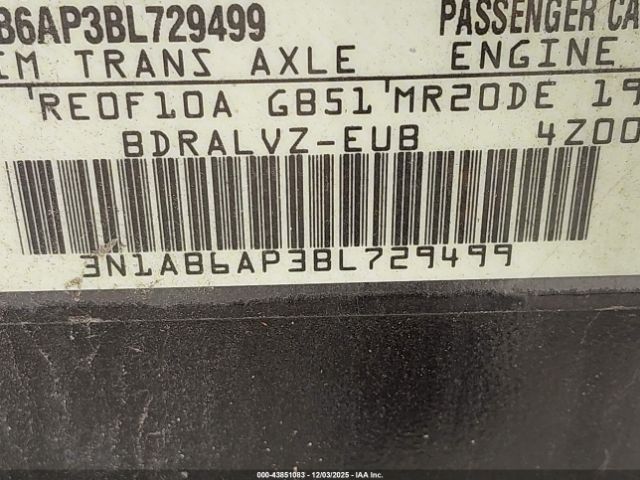 B6AP3BL729499 PASSENGER CA
IM TRANS AXLE ENGINE
RE0F10A GB51 MR20DE 19
BDRALVZ-EUB 4Z00
3N1AB6AP3BL729499
000-43851083 - 12/03/2025 - IAA Inc.